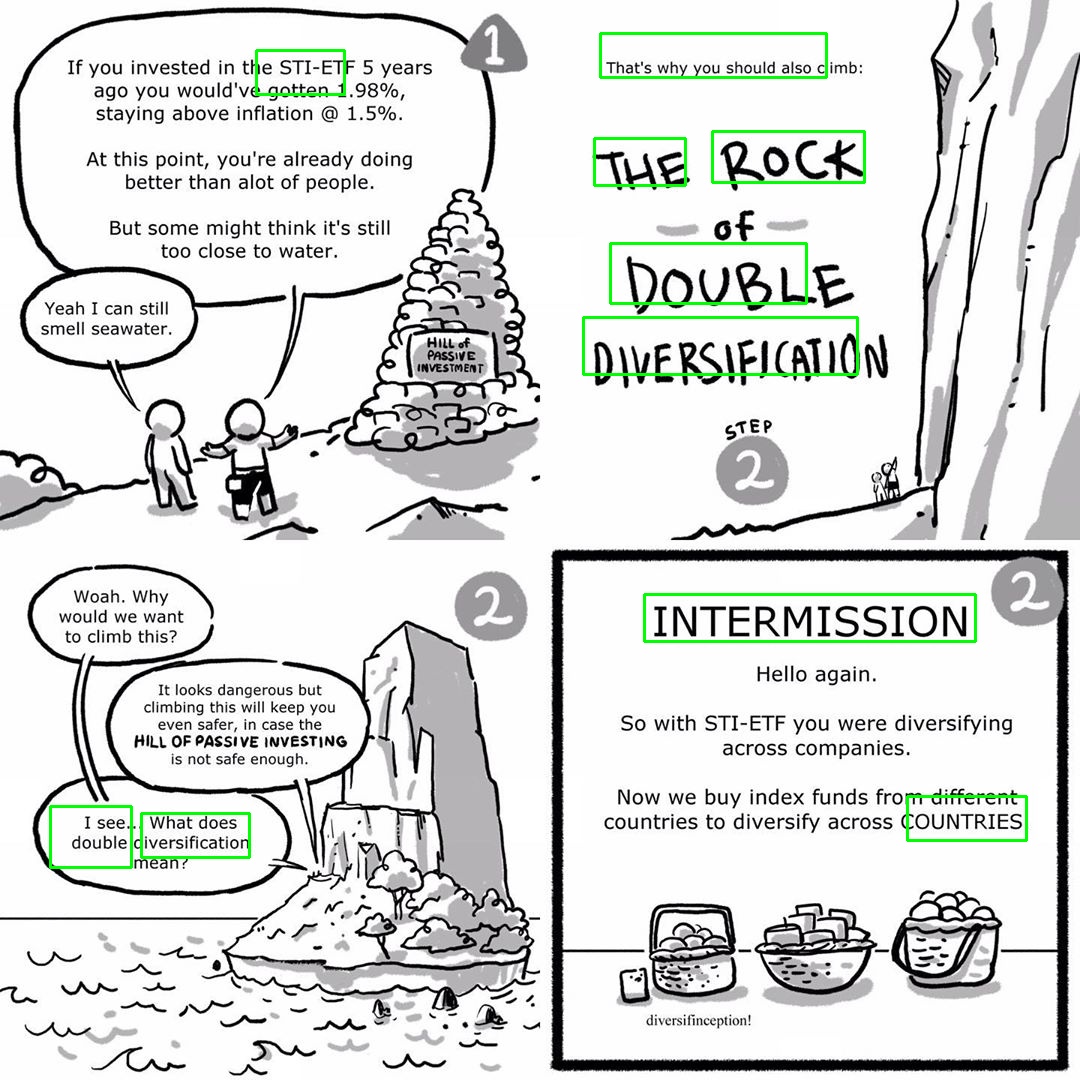 1
If you invested in the STI-ETF 5 years
ago you would've gotten 1.98%,
staying above inflation @ 1.5%.
At this point, you're already doing
better than alot of people.
But some might think it's still
too close to water.
Yeah I can still
smell seawater.
HILL of
PASSIVE
INVESTMENT
That's why you should also climb:
THE ROCK
of
DOUBLE
DIVERSIFICATION
STEP
2
2
Woah. Why
would we want
to climb this?
It looks dangerous but
climbing this will keep you
even safer, in case the
HILL OF PASSIVE INVESTING
is not safe enough.
I see... What does
double diversification
mean?
2
INTERMISSION
Hello again.
So with STI-ETF you were diversifying
across companies.
Now we buy index funds from different
countries to diversify across COUNTRIES
diversifinception!